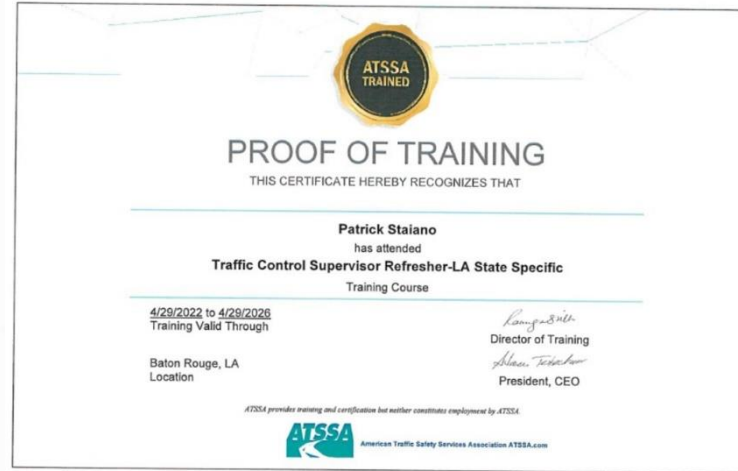 ATSSA
TRAINED
PROOF OF TRAINING
THIS CERTIFICATE HEREBY RECOGNIZES THAT
Patrick Staiano
has attended
Traffic Control Supervisor Refresher-LA State Specific
Training Course
4/29/2022 to 4/29/2026
Training Valid Through
Director of Training
Baton Rouge, LA
Location
President, CEO
ATSSA provides training and certification but neither constitutes employment by ATSSA.
ATSSA
American Traffic Safety Services Association ATSSA.com